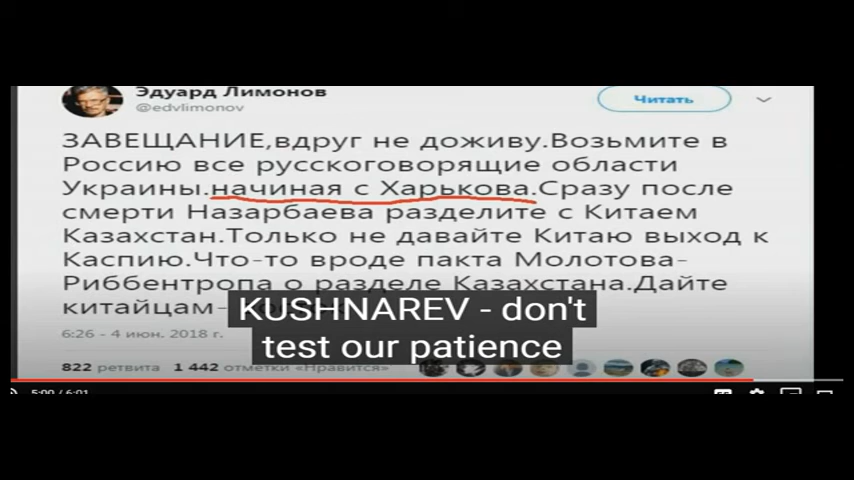 Эдуард Лимонов
@edvlimonov
Читать
ЗАВЕЩАНИЕ,вдруг не доживу.Возьмите в
Россию все русскоговорящие области
Украины.начиная с Харькова.Сразу после
смерти Назарбаева разделите с Китаем
Казахстан.Только не давайте Китаю выход к
Каспию.Что-то вроде пакта Молотова-
Риббентропа о разделе Казахстана.Дайте
китайцам-
KUSHNAREV - don't
test our patience
6:26 - 4 июн. 2018 г.
822 ретвита 1 442 отметки «Нравится»
5:00 / 6:01